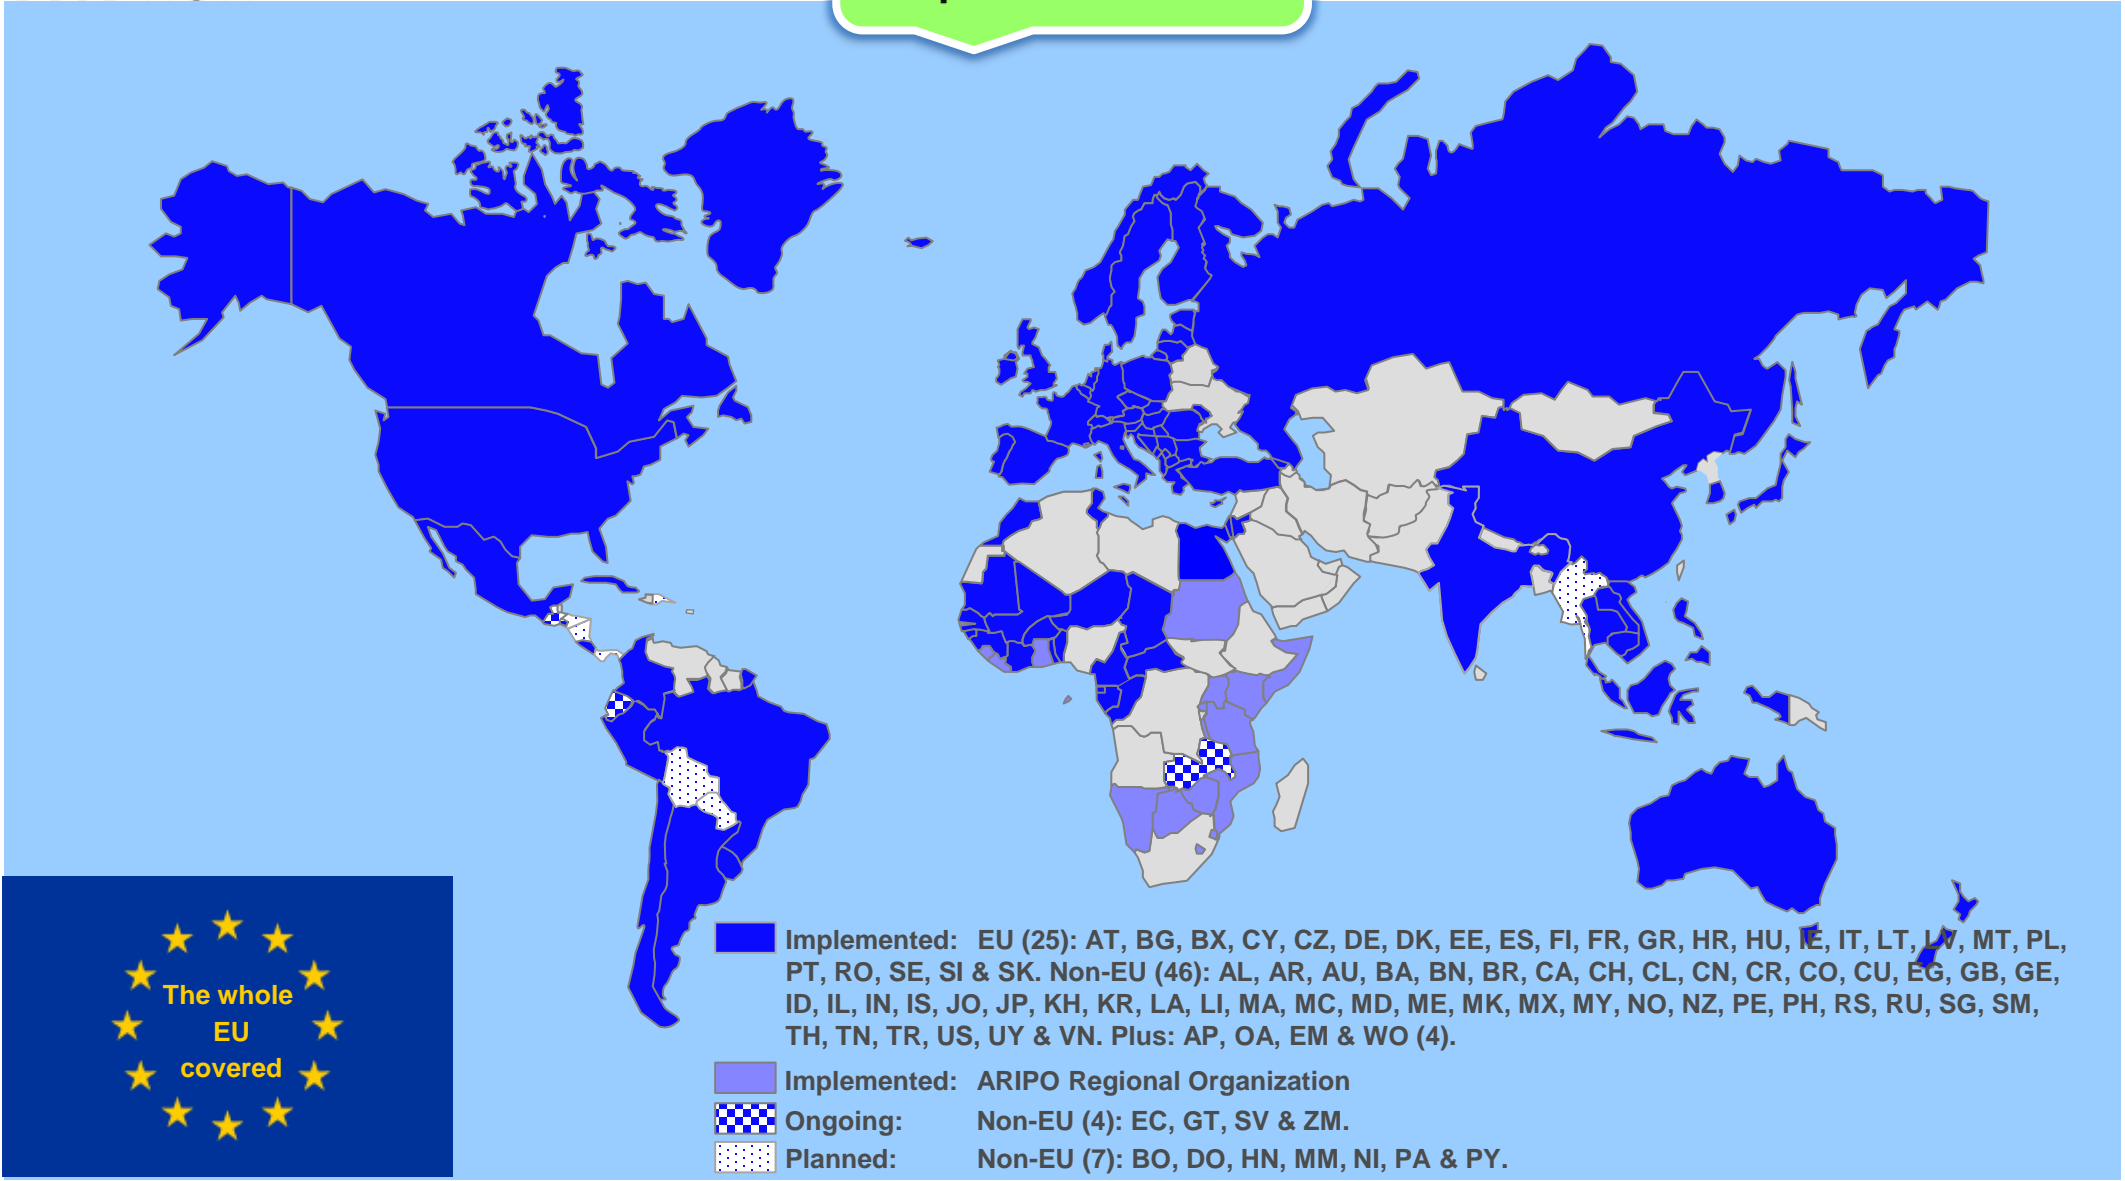 The whole
EU
covered
Implemented: EU (25): AT, BG, BX, CY, CZ, DE, DK, EE, ES, FI, FR, GR, HR, HU, IE, IT, LT, LV, MT, PL,
PT, RO, SE, SI & SK. Non-EU (46): AL, AR, AU, BA, BN, BR, CA, CH, CL, CN, CR, CO, CU, EG, GB, GE,
ID, IL, IN, IS, JO, JP, KH, KR, LA, LI, MA, MC, MD, ME, MK, MX, MY, NO, NZ, PE, PH, RS, RU, SG, SM,
TH, TN, TR, US, UY & VN. Plus: AP, OA, EM & WO (4).
Implemented: ARIPO Regional Organization
Ongoing: Non-EU (4): EC, GT, SV & ZM.
Planned: Non-EU (7): BO, DO, HN, MM, NI, PA & PY.